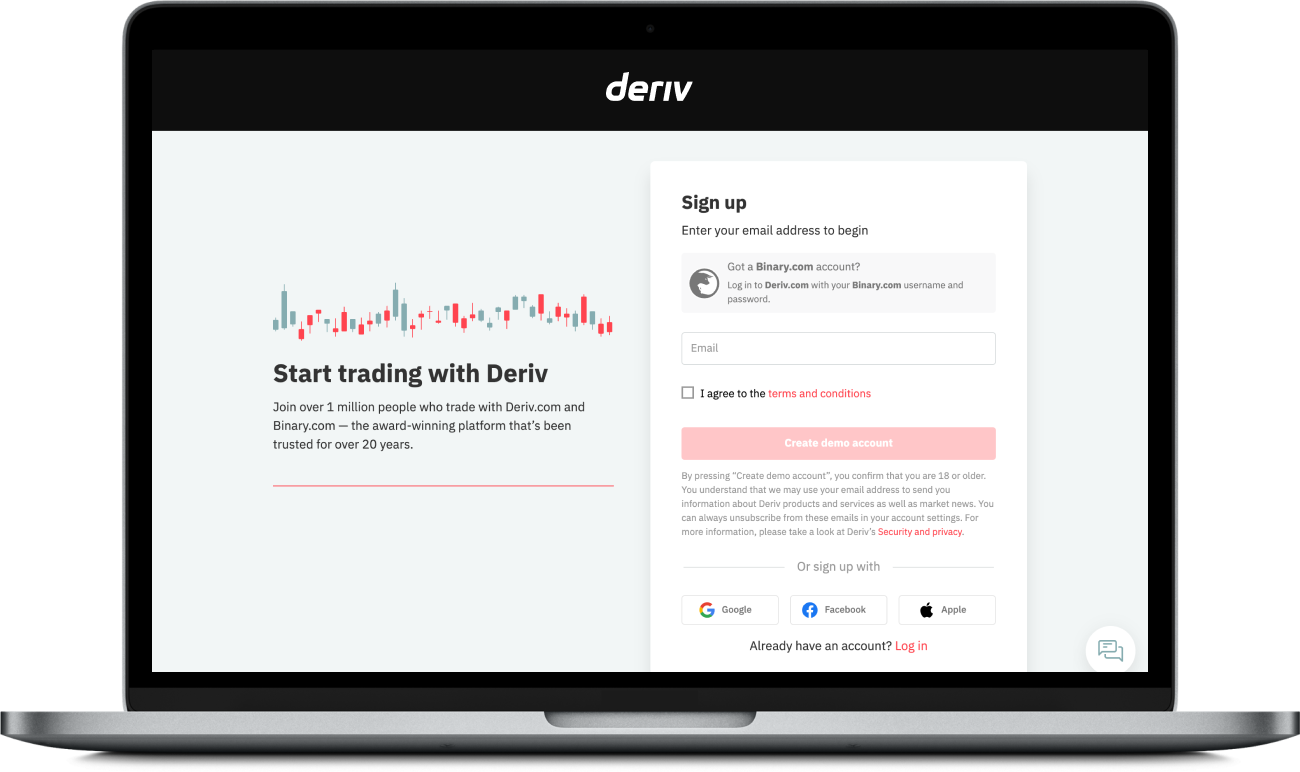 deriv
Start trading with Deriv
Join over 1 million people who trade with Deriv.com and
Binary.com — the award-winning platform that's been
trusted for over 20 years.
Sign up
Enter your email address to begin
Got a Binary.com account?
Log in to Deriv.com with your Binary.com username and
password.
Email
I agree to the terms and conditions
Create demo account
By pressing “Create demo account”, you confirm that you are 18 or older.
You understand that we may use your email address to send you
information about Deriv products and services as well as market news. You
can always unsubscribe from these emails in your account settings. For
more information, please take a look at Deriv's Security and privacy.
Or sign up with
Google
Facebook
Apple
Already have an account? Log in